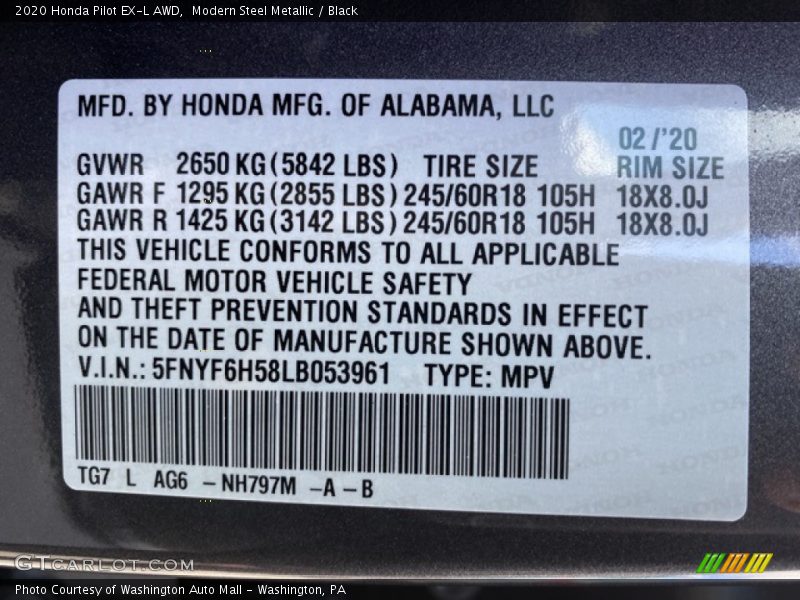 2020 Honda Pilot EX-L AWD,  Modern Steel Metallic / Black
MFD. BY HONDA MFG. OF ALABAMA, LLC
02/'20
GVWR 2650 KG (5842 LBS) TIRE SIZE RIM SIZE
GAWR F 1295 KG (2855 LBS) 245/60R18 105H 18X8.0J
GAWR R 1425 KG (3142 LBS) 245/60R18 105H 18X8.0J
THIS VEHICLE CONFORMS TO ALL APPLICABLE
FEDERAL MOTOR VEHICLE SAFETY
AND THEFT PREVENTION STANDARDS IN EFFECT
ON THE DATE OF MANUFACTURE SHOWN ABOVE.
V.I.N.: 5FNYF6H58LB053961 TYPE: MPV
TG7 L AG6 – NH797M – A – B
GTCARLOT.COM
Photo Courtesy of Washington Auto Mall – Washington, PA